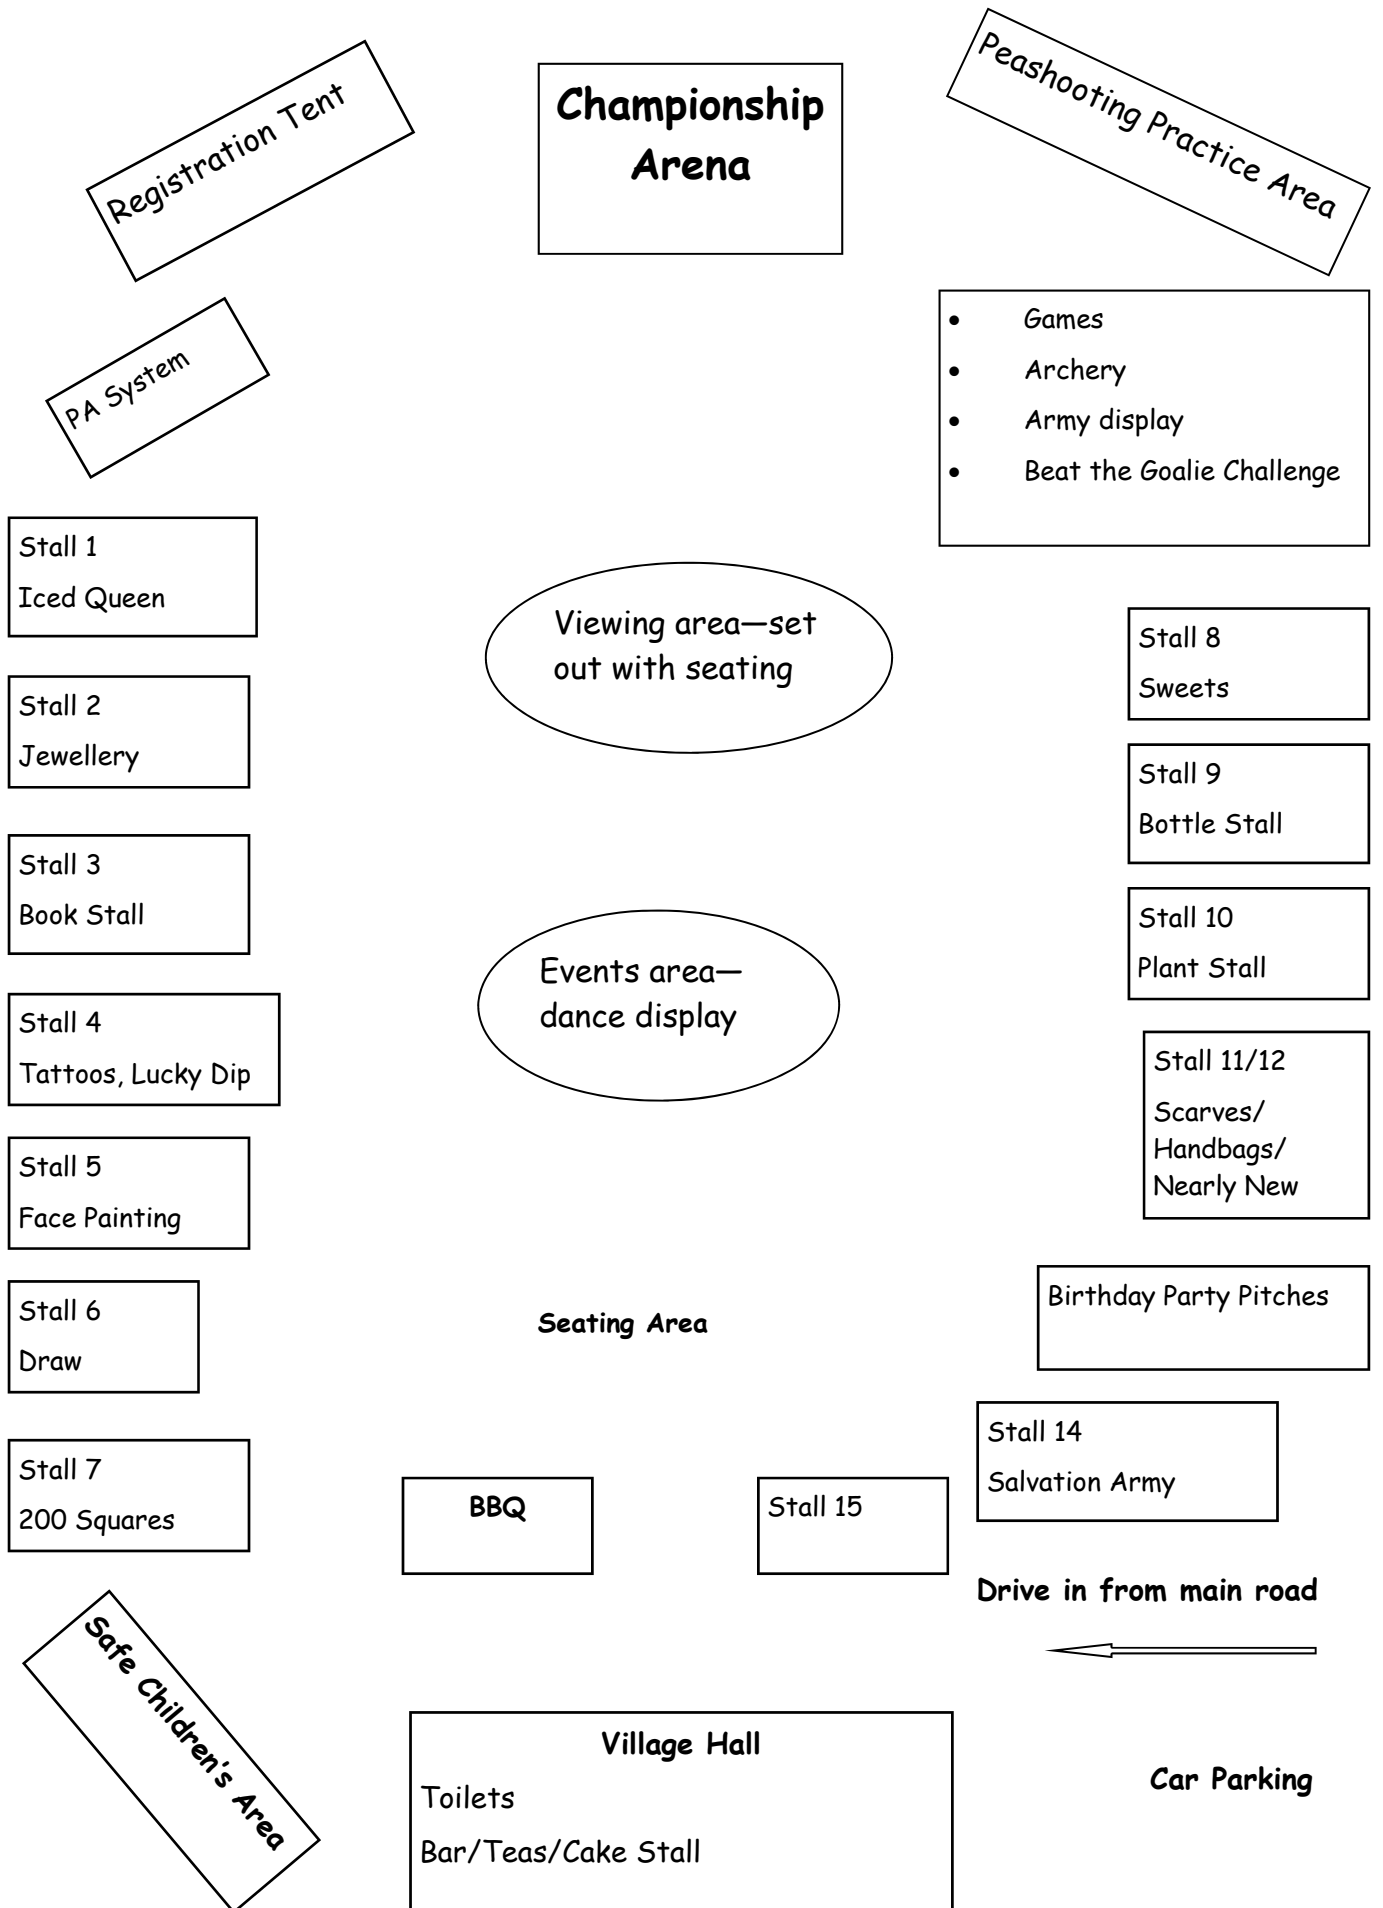 Registration Tent
Championship
Arena
Peashooting Practice Area
PA System
• Games
• Archery
• Army display
• Beat the Goalie Challenge
Stall 1
Iced Queen
Viewing area—set
out with seating
Stall 8
Sweets
Stall 2
Jewellery
Stall 9
Bottle Stall
Stall 3
Book Stall
Stall 10
Plant Stall
Events area—
dance display
Stall 4
Tattoos, Lucky Dip
Stall 11/12
Scarves/
Handbags/
Nearly New
Stall 5
Face Painting
Birthday Party Pitches
Stall 6
Draw
Seating Area
Stall 14
Salvation Army
Stall 7
200 Squares
BBQ
Stall 15
Drive in from main road
Safe Children's Area
Village Hall
Toilets
Bar/Teas/Cake Stall
Car Parking